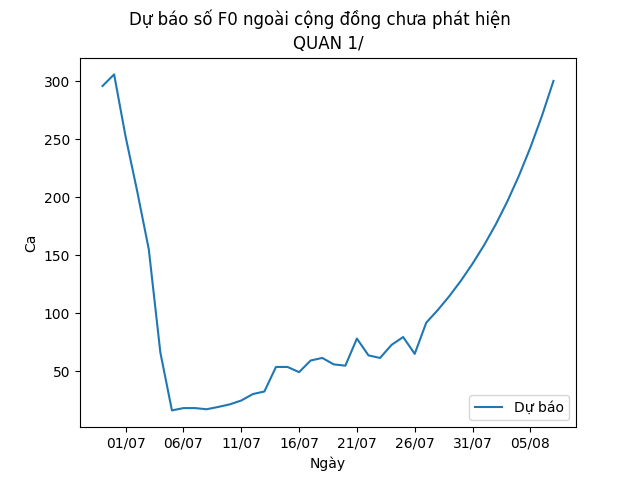 Dự báo số F0 ngoài cộng đồng chưa phát hiện
QUAN 1/
300
250
200
150
100
50
Ca
Dự báo
01/07 06/07 11/07 16/07 21/07 26/07 31/07 05/08
Ngày